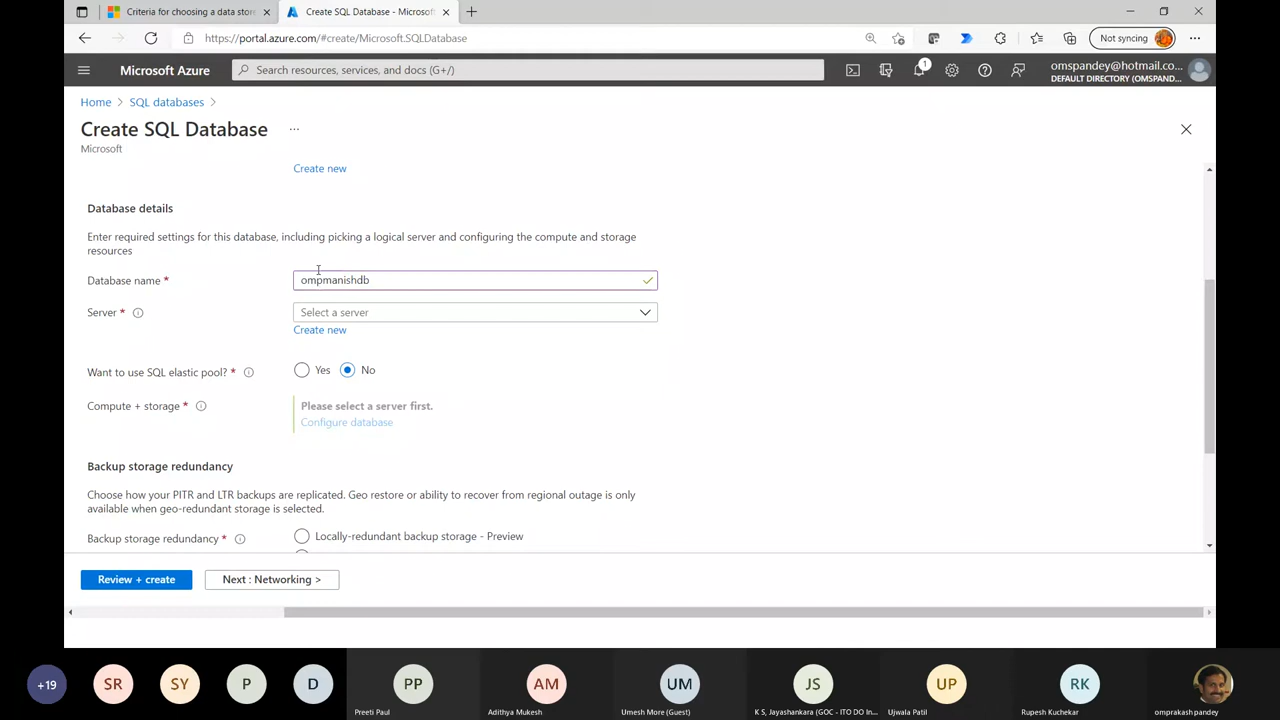 Criteria for choosing a data store
Create SQL Database - Microsoft
https://portal.azure.com/#create/Microsoft.SQLDatabase
Not syncing
Microsoft Azure
Search resources, services, and docs (G+/)
1
omspandey@hotmail.co...
DEFAULT DIRECTORY (OMSPAND...
Home > SQL databases >
Create SQL Database ...
Microsoft
Create new
Database details
Enter required settings for this database, including picking a logical server and configuring the compute and storage
resources
Database name * ompmanishdb
Server * Select a server
Create new
Want to use SQL elastic pool? * Yes No
Compute + storage * Please select a server first.
Configure database
Backup storage redundancy
Choose how your PITR and LTR backups are replicated. Geo restore or ability to recover from regional outage is only
available when geo-redundant storage is selected.
Backup storage redundancy * Locally-redundant backup storage - Preview
Review + create Next : Networking >
+19 SR SY P D PP AM UM JS UP RK
Preeti Paul Adithya Mukesh Umesh More (Guest) K S, Jayashankara (GOC - ITO DO In... Ujwala Patil Rupesh Kuchekar omprakash pandey